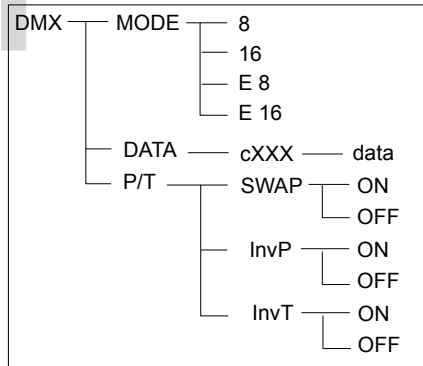 DMX MODE 8
16
E 8
E 16
DATA cXXX data
P/T SWAP ON
OFF
InvP ON
OFF
InvT ON
OFF